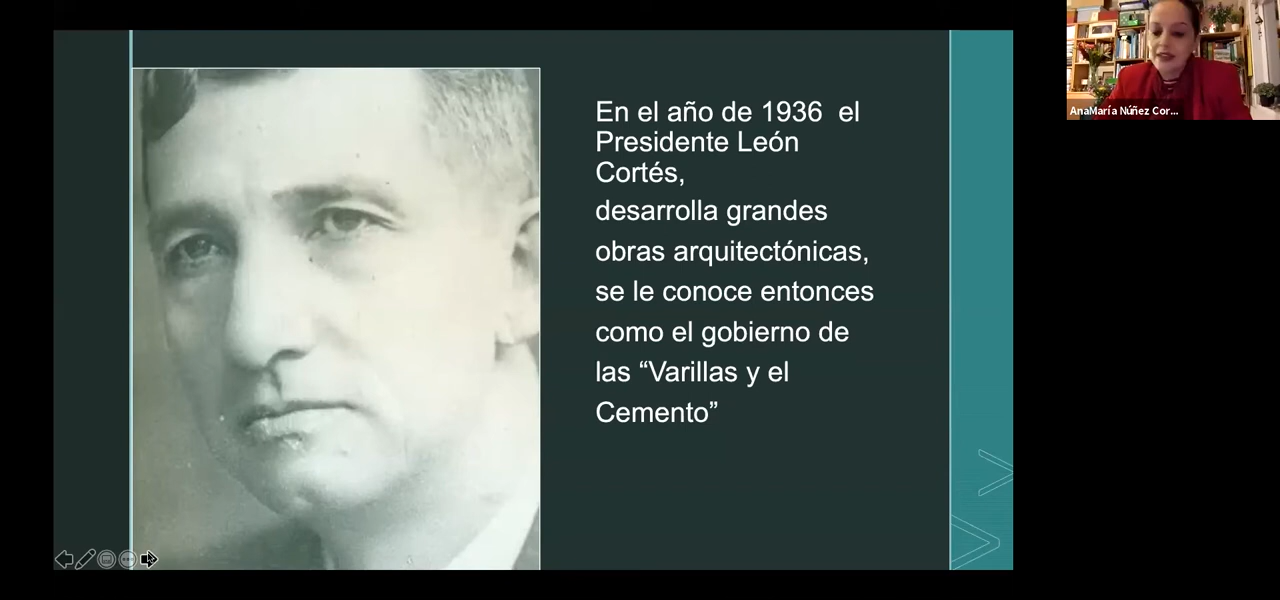 En el año de 1936 el
Presidente León
Cortés,
desarrolla grandes
obras arquitectónicas,
se le conoce entonces
como el gobierno de
las “Varillas y el
Cemento”
AnaMaría Núñez Cor...